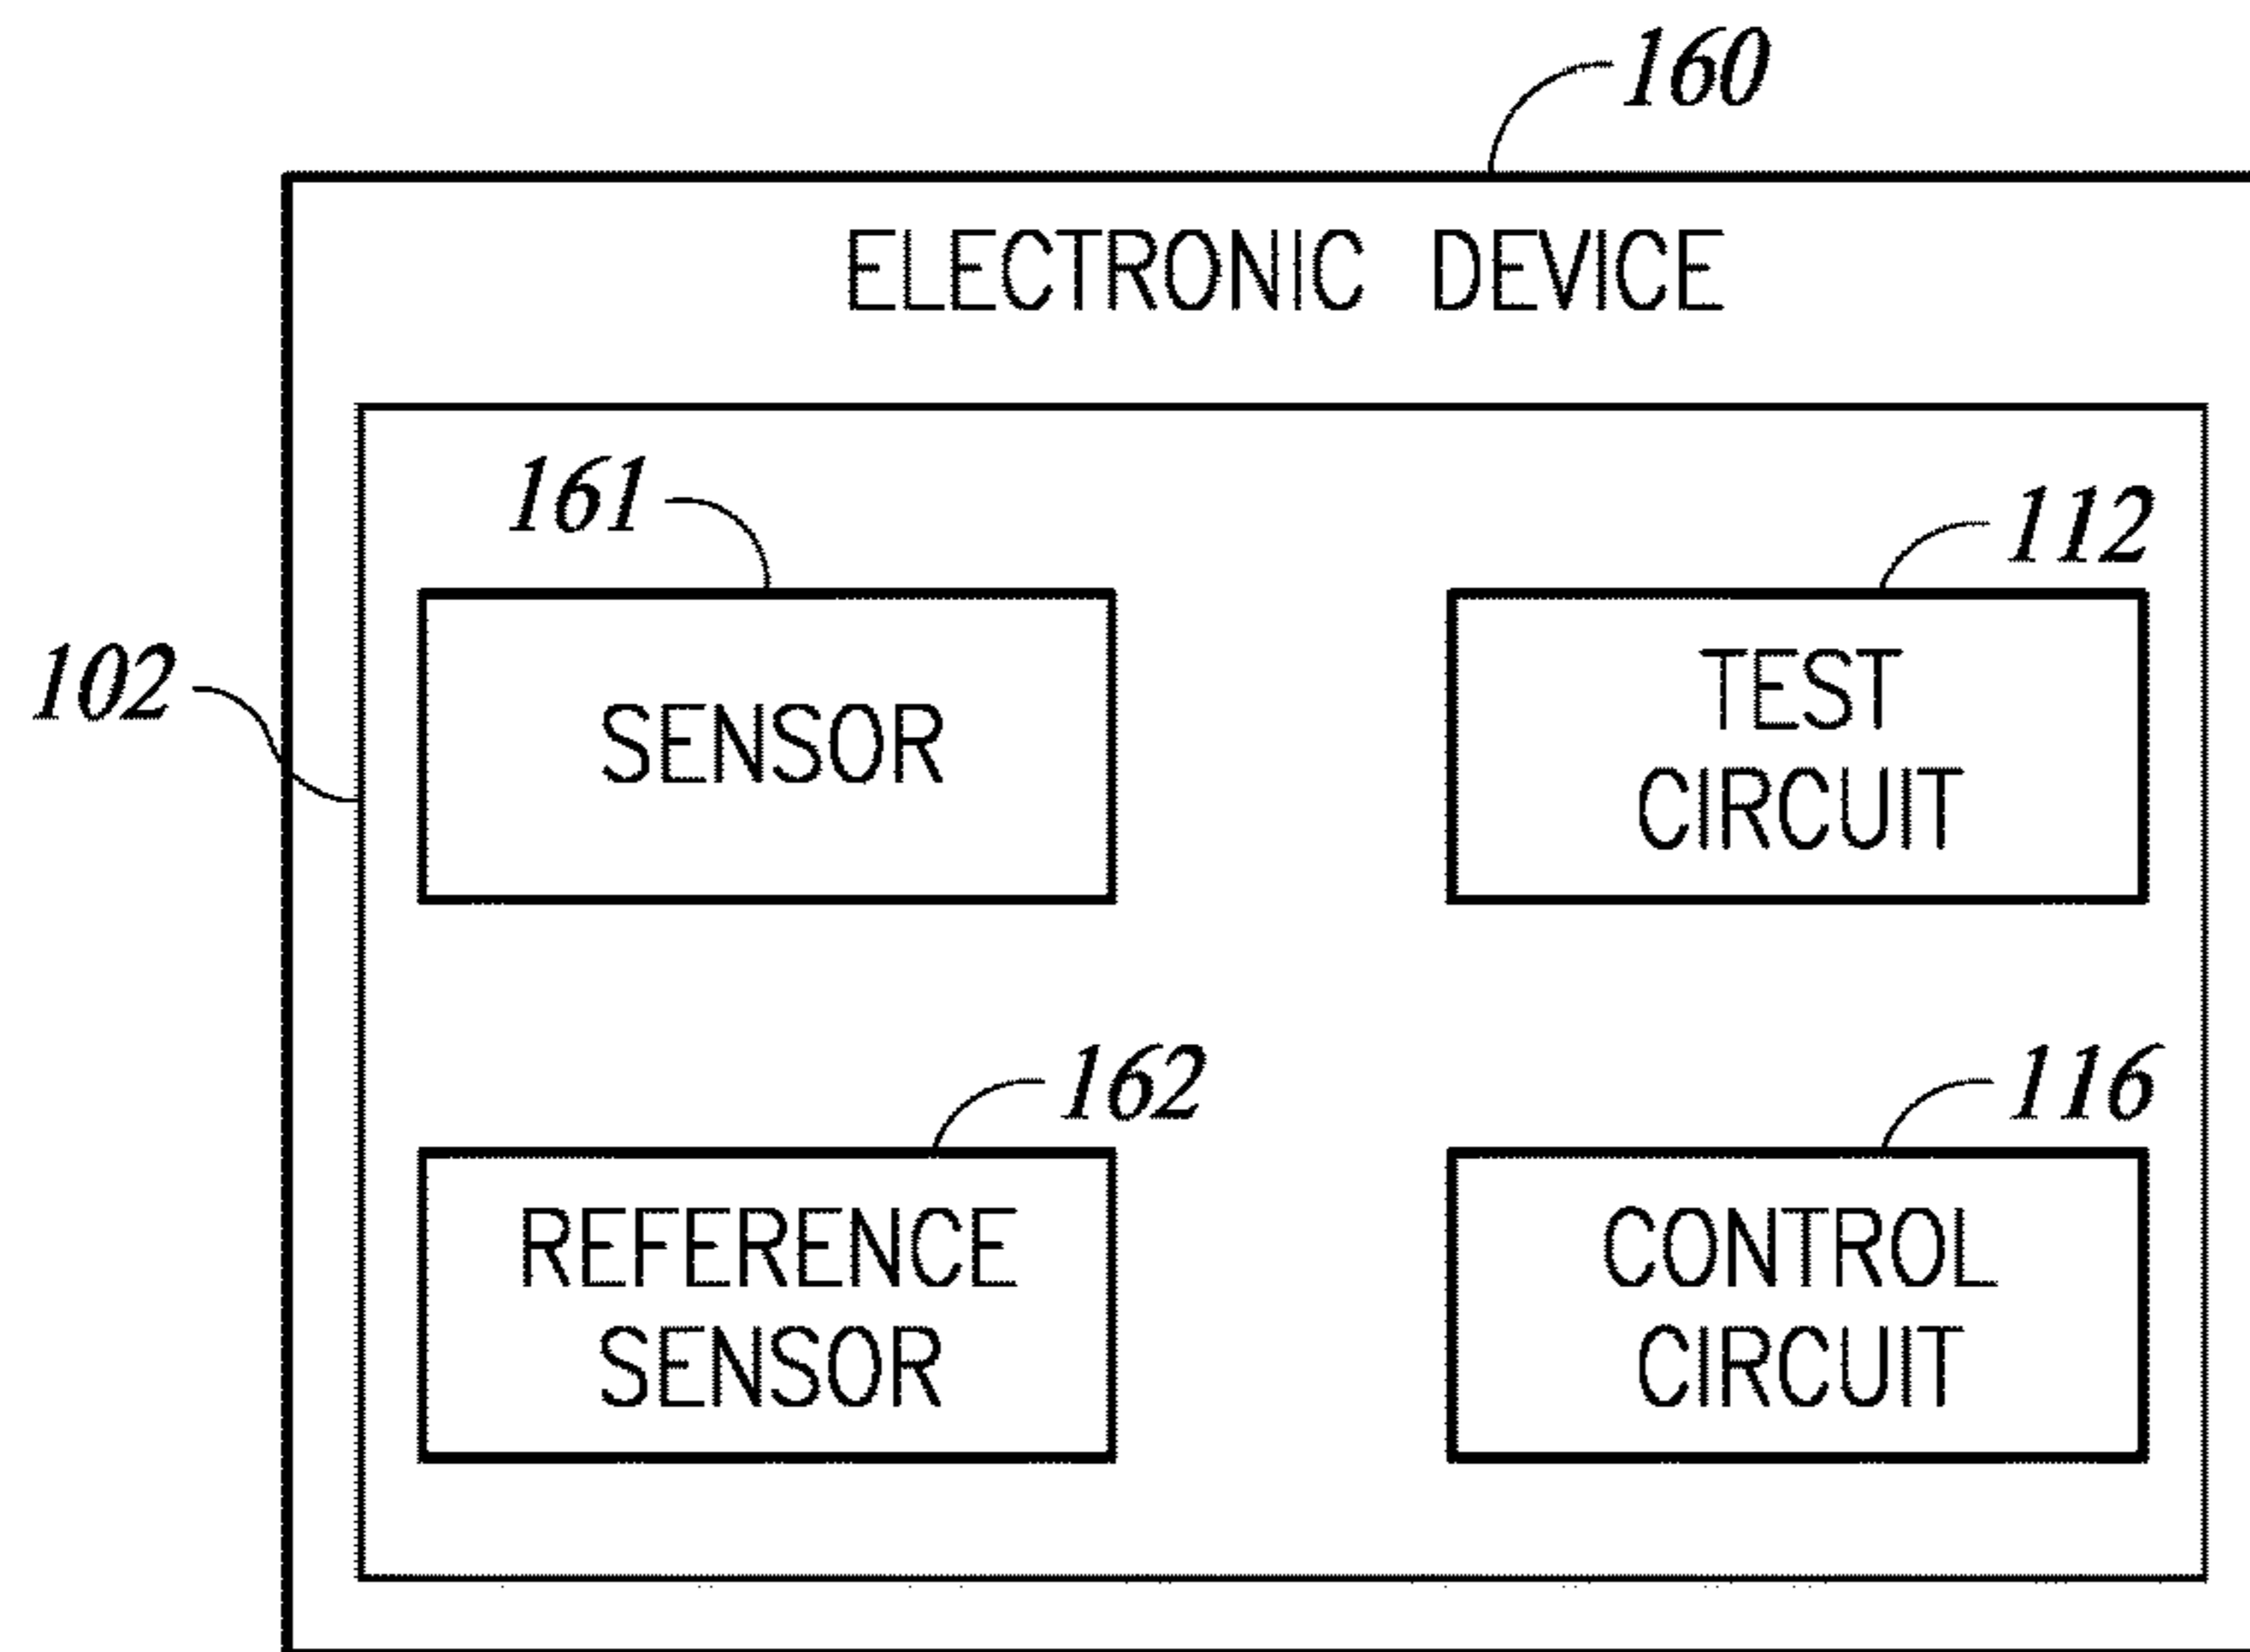 160
ELECTRONIC DEVICE
161
112
102
SENSOR
TEST
CIRCUIT
162
116
REFERENCE
SENSOR
CONTROL
CIRCUIT